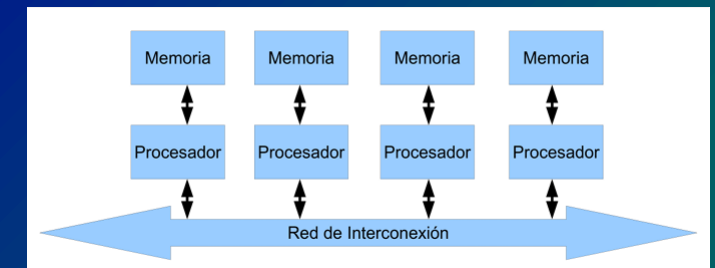 Memoria Memoria Memoria Memoria
Procesador Procesador Procesador Procesador
Red de Interconexión